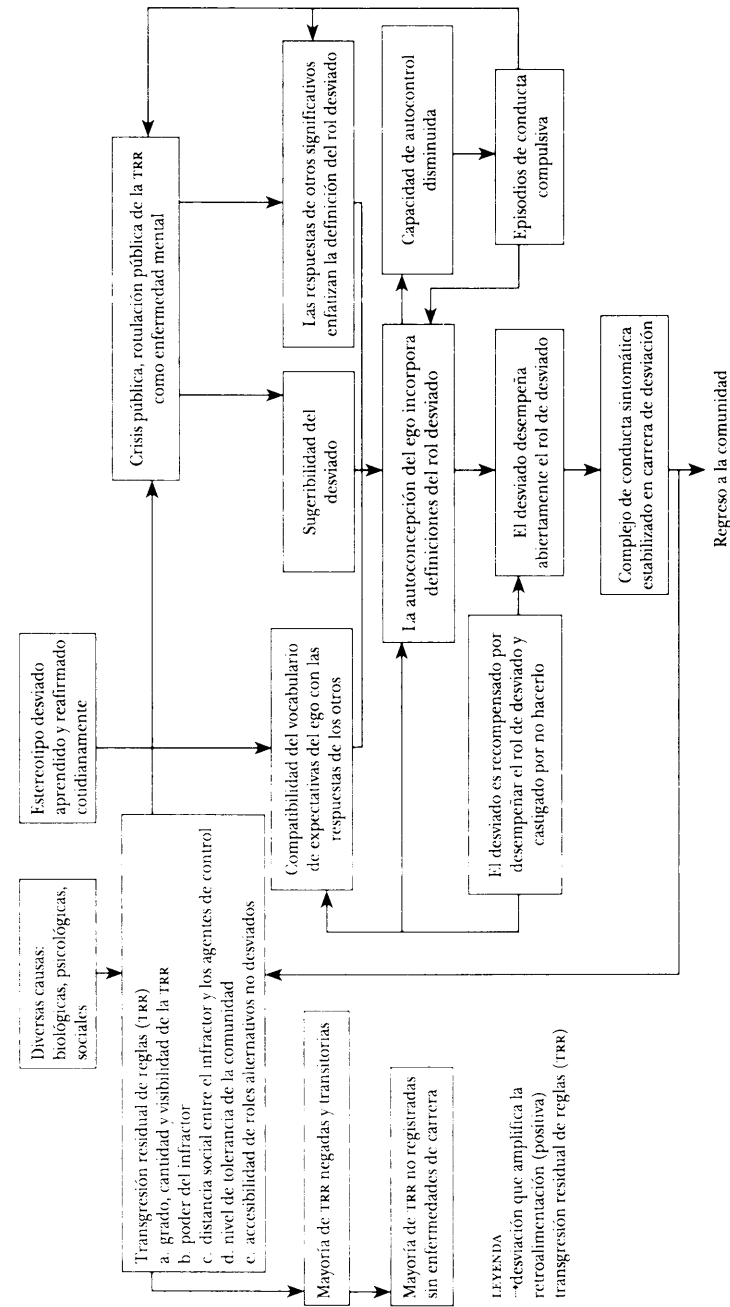 Diversas causas:
biológicas, psicológicas,
sociales
Estereotipo desviado
aprendido y reafirmado
cotidianamente
Transgresión residual de reglas (TRR)
a. grado, cantidad y visibilidad de la TRR
b. poder del infractor
c. distancia social entre el infractor y los agentes de control
d. nivel de tolerancia de la comunidad
e. accesibilidad de roles alternativos no desviados
Crisis pública, rotulación pública de la TRR
como enfermedad mental
Mayoría de TRR negadas y transitorias
Mayoría de TRR no registradas
sin enfermedades de carrera
Compatibilidad del vocabulario
de expectativas del ego con las
respuestas de los otros
Sugeribilidad del
desviado
Las respuestas de otros significativos
enfatizan la definición del rol desviado
La autoconcepción del ego incorpora
definiciones del rol desviado
Capacidad de autocontrol
disminuida
El desviado es recompensado por
desempeñar el rol de desviado y
castigado por no hacerlo
El desviado desempeña
abiertamente el rol de desviado
Episodios de conducta
compulsiva
Complejo de conducta sintomática
estabilizado en carrera de desviación
Regreso a la comunidad
LEYENDA
desviación que amplifica la
retroalimentación (positiva)
transgresión residual de reglas (TRR)